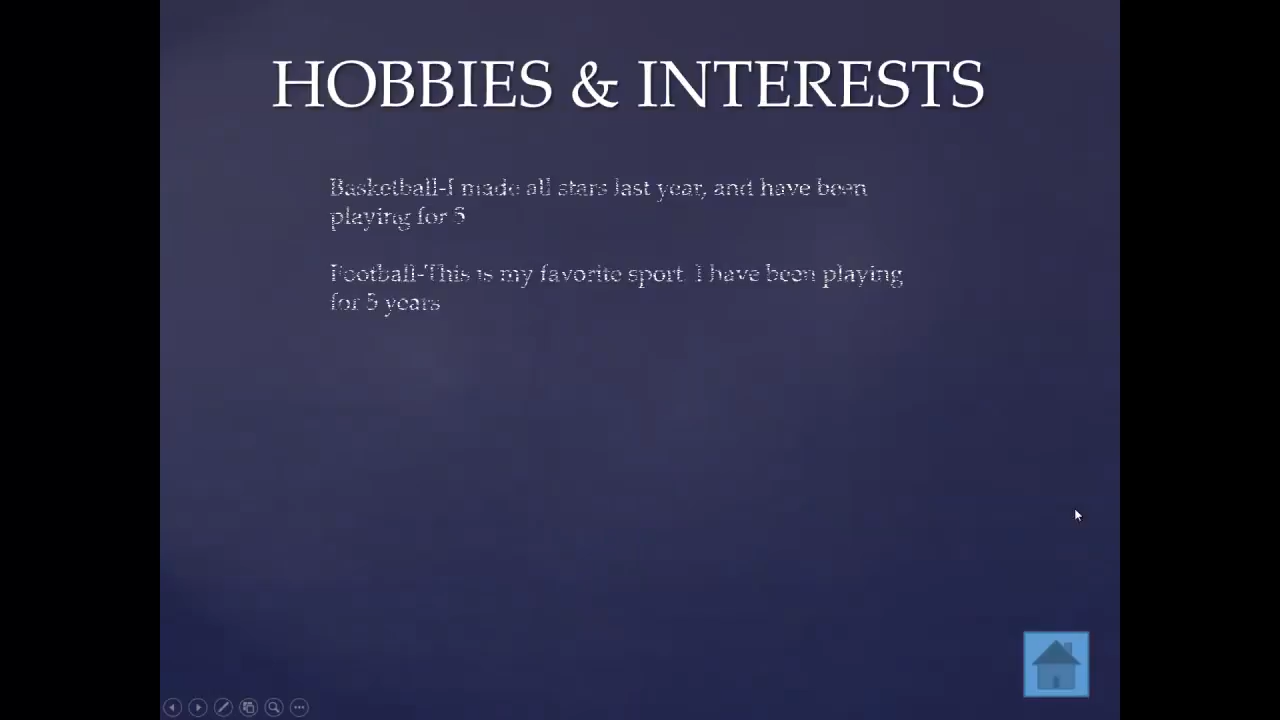 HOBBIES & INTERESTS
Basketball-I made all stars last year, and have been
playing for 5
Football-This is my favorite sport I have been playing
for 5 years